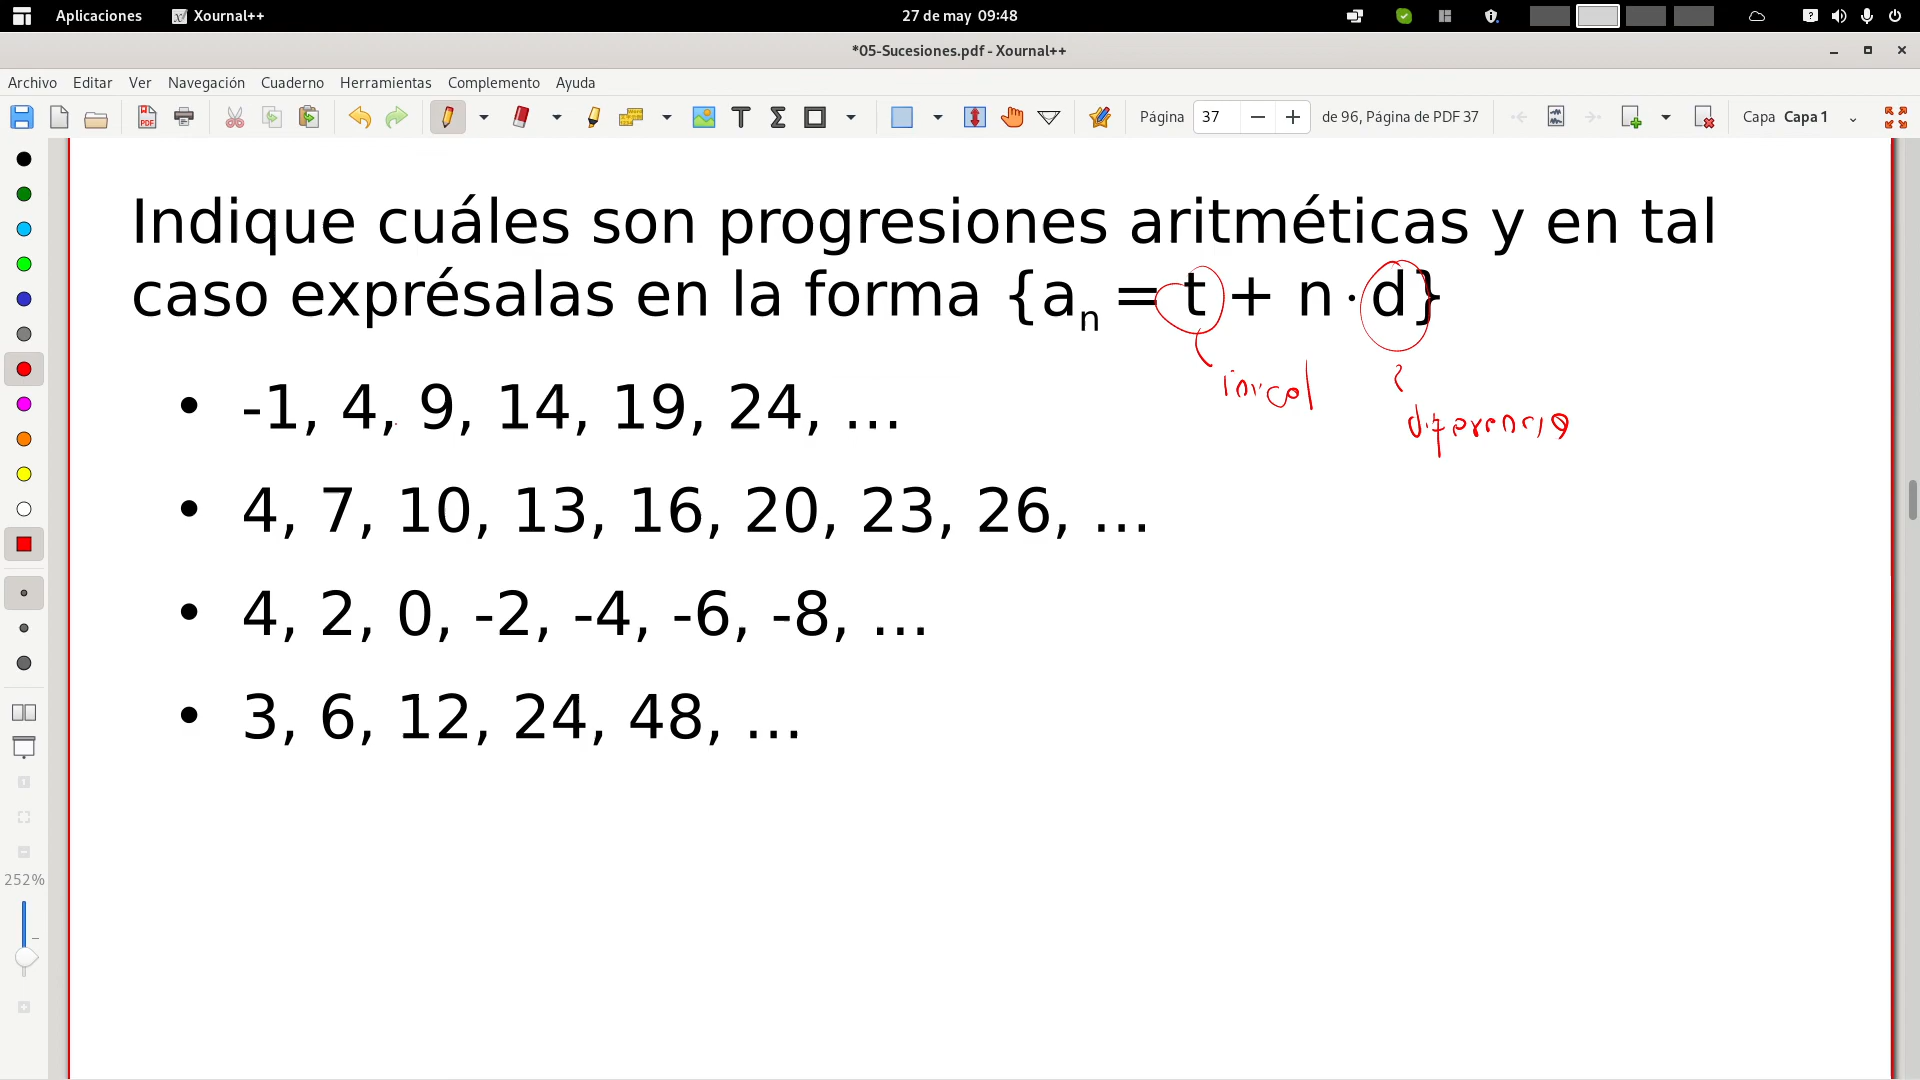 Aplicaciones Xournal++ 27 de may 09:48
*05-Sucesiones.pdf - Xournal++
Archivo Editar Ver Navegación Cuaderno Herramientas Complemento Ayuda
Página 37 de 96, Página de PDF 37 Capa Capa 1
Indique cuáles son progresiones aritméticas y en tal
caso exprésalas en la forma {an = t + n · d}
diferencia
• -1, 4, 9, 14, 19, 24, …
• 4, 7, 10, 13, 16, 20, 23, 26, …
• 4, 2, 0, -2, -4, -6, -8, …
• 3, 6, 12, 24, 48, …
252%